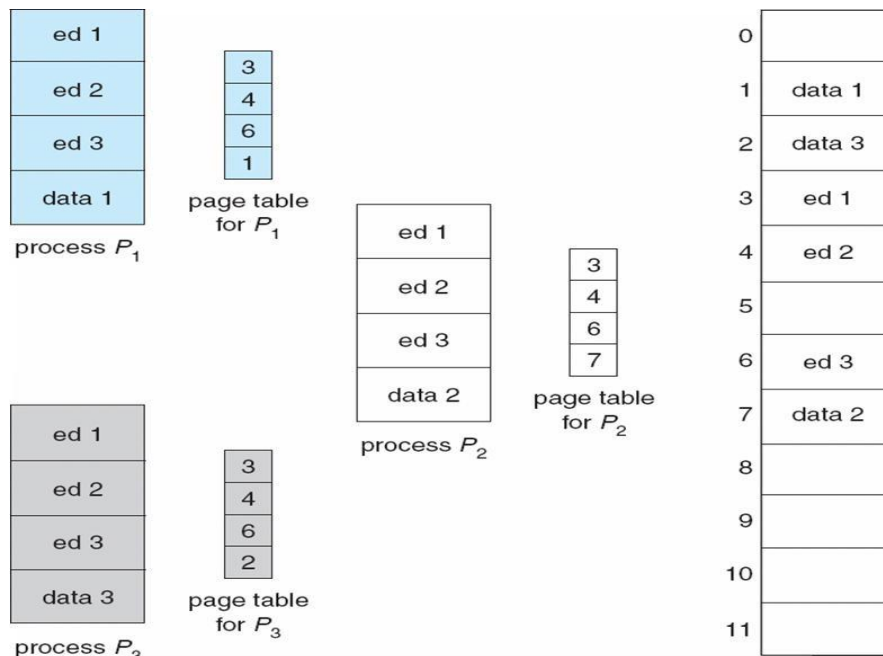 ed 1
ed 2
ed 3
data 1
process P1
3
4
6
1
page table
for P1
ed 1
ed 2
ed 3
data 2
process P2
3
4
6
7
page table
for P2
ed 1
ed 2
ed 3
data 3
process P3
3
4
6
2
page table
for P3
0
1 data 1
2 data 3
3 ed 1
4 ed 2
5
6 ed 3
7 data 2
8
9
10
11